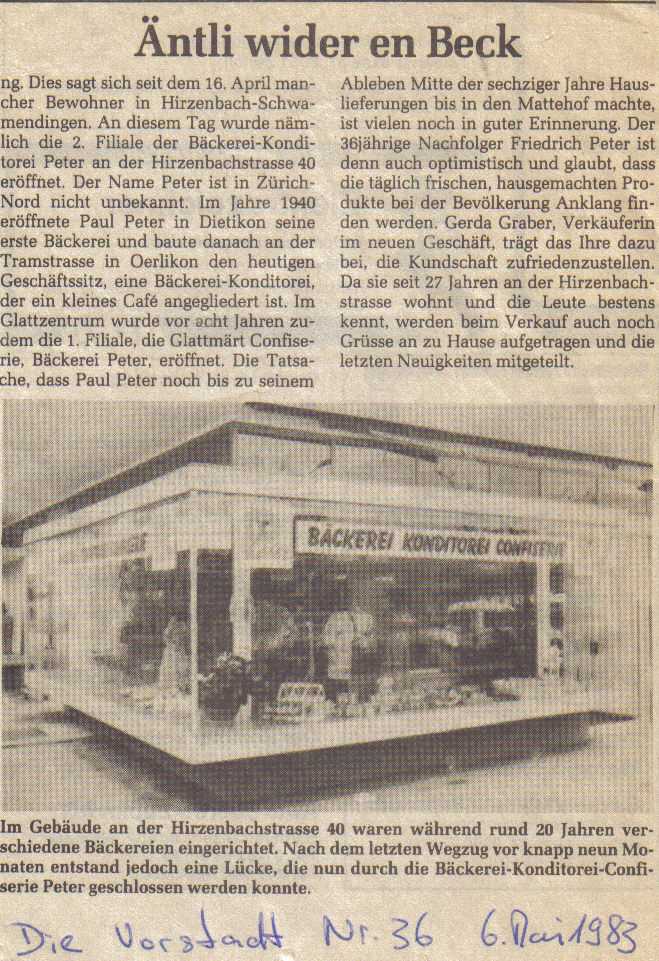 Äntli wider en Beck
ng. Dies sagt sich seit dem 16. April man-
cher Bewohner in Hirzenbach-Schwa-
mendingen. An diesem Tag wurde näm-
lich die 2. Filiale der Bäckerei-Kondi-
torei Peter an der Hirzenbachstrasse 40
eröffnet. Der Name Peter ist in Zürich-
Nord nicht unbekannt. Im Jahre 1940
eröffnete Paul Peter in Dietikon seine
erste Bäckerei und baute danach an der
Tramstrasse in Oerlikon den heutigen
Geschäftssitz, eine Bäckerei-Konditorei,
der ein kleines Café angegliedert ist. Im
Glattzentrum wurde vor acht Jahren zu-
dem die 1. Filiale, die Glattmärt Confise-
rie, Bäckerei Peter, eröffnet. Die Tatsa-
che, dass Paul Peter noch bis zu seinem
Ableben Mitte der sechziger Jahre Haus-
lieferungen bis in den Mattehof machte,
ist vielen noch in guter Erinnerung. Der
36jährige Nachfolger Friedrich Peter ist
denn auch optimistisch und glaubt, dass
die täglich frischen, hausgemachten Pro-
dukte bei der Bevölkerung Anklang fin-
den werden. Gerda Graber, Verkäuferin
im neuen Geschäft, trägt das Ihre dazu
bei, die Kundschaft zufriedenzustellen.
Da sie seit 27 Jahren an der Hirzenbach-
strasse wohnt und die Leute bestens
kennt, werden beim Verkauf auch noch
Grüsse an zu Hause aufgetragen und die
letzten Neuigkeiten mitgeteilt.
BÄCKEREI KONDITOREI CONFISERIE
Im Gebäude an der Hirzenbachstrasse 40 waren während rund 20 Jahren ver-
schiedene Bäckereien eingerichtet. Nach dem letzten Wegzug vor knapp neun Mo-
naten entstand jedoch eine Lücke, die nun durch die Bäckerei-Konditorei-Confi-
serie Peter geschlossen werden konnte.
Die Vorstadt Nr. 36 6. Mai 1983